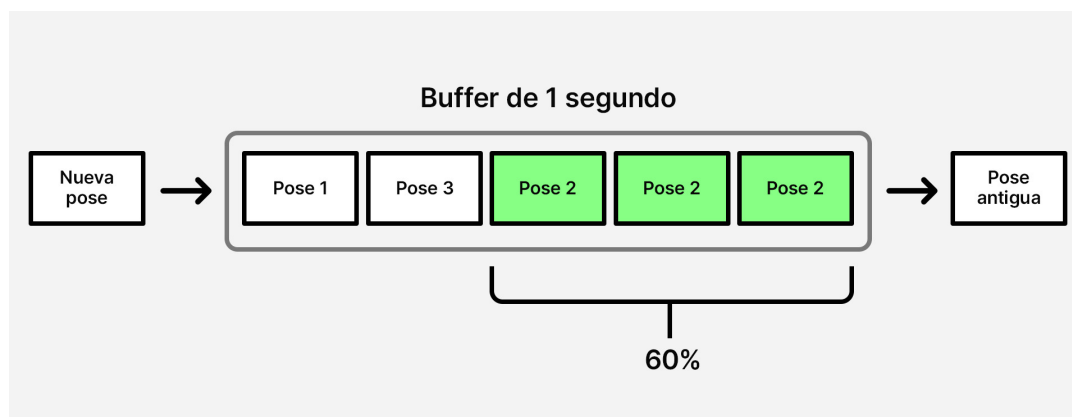 Buffer de 1 segundo
Nueva
pose
Pose 1
Pose 3
Pose 2
Pose 2
Pose 2
Pose
antigua
60%